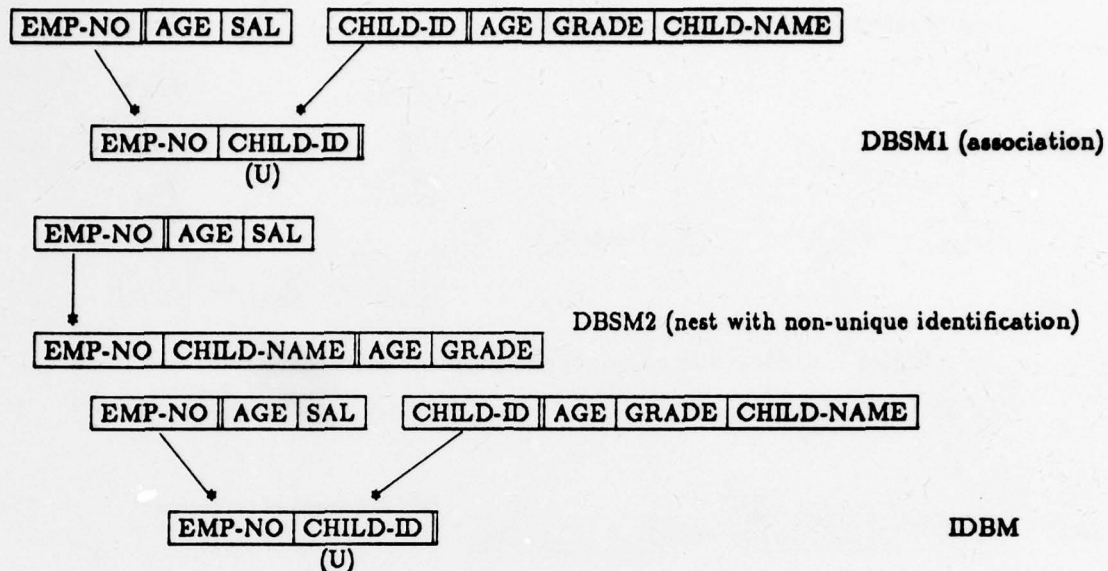 EMP-NO AGE SAL CHILD-ID AGE GRADE CHILD-NAME
EMP-NO CHILD-ID
DBSM1 (association)
(U)
EMP-NO AGE SAL
DBSM2 (nest with non-unique identification)
EMP-NO CHILD-NAME AGE GRADE
EMP-NO AGE SAL CHILD-ID AGE GRADE CHILD-NAME
EMP-NO CHILD-ID
IDBM
(U)